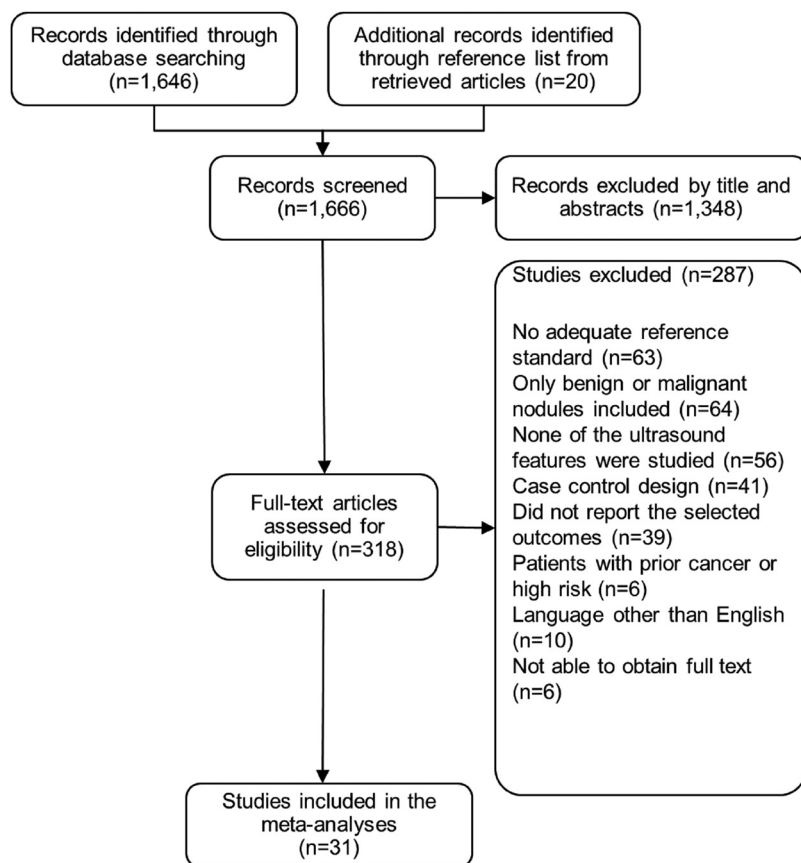 Records identified through
database searching
(n=1,646)
Additional records identified
through reference list from
retrieved articles (n=20)
Records screened
(n=1,666)
Records excluded by title and
abstracts (n=1,348)
Studies excluded (n=287)
No adequate reference
standard (n=63)
Only benign or malignant
nodules included (n=64)
None of the ultrasound
features were studied (n=56)
Case control design (n=41)
Did not report the selected
outcomes (n=39)
Patients with prior cancer or
high risk (n=6)
Language other than English
(n=10)
Not able to obtain full text
(n=6)
Full-text articles
assessed for
eligibility (n=318)
Studies included in the
meta-analyses
(n=31)